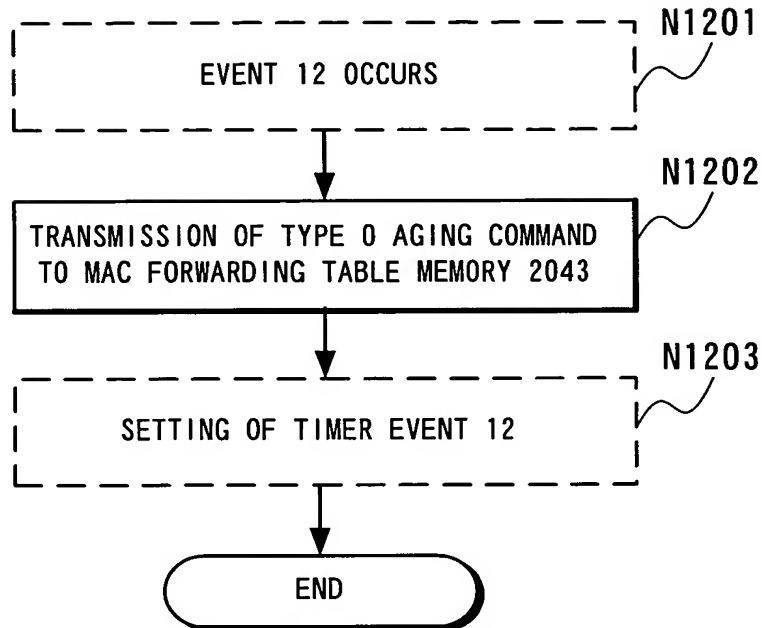 N1201
EVENT 12 OCCURS
N1202
TRANSMISSION OF TYPE 0 AGING COMMAND
TO MAC FORWARDING TABLE MEMORY 2043
N1203
SETTING OF TIMER EVENT 12
END